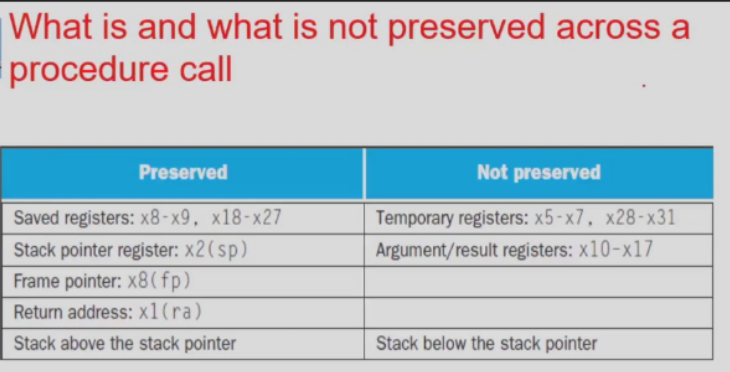 What is and what is not preserved across a
procedure call
Preserved
Not preserved
Saved registers: x8-x9, x18-x27
Temporary registers: x5-x7, x28-x31
Stack pointer register: x2(sp)
Argument/result registers: x10-x17
Frame pointer: x8(fp)
Return address: x1(ra)
Stack above the stack pointer
Stack below the stack pointer